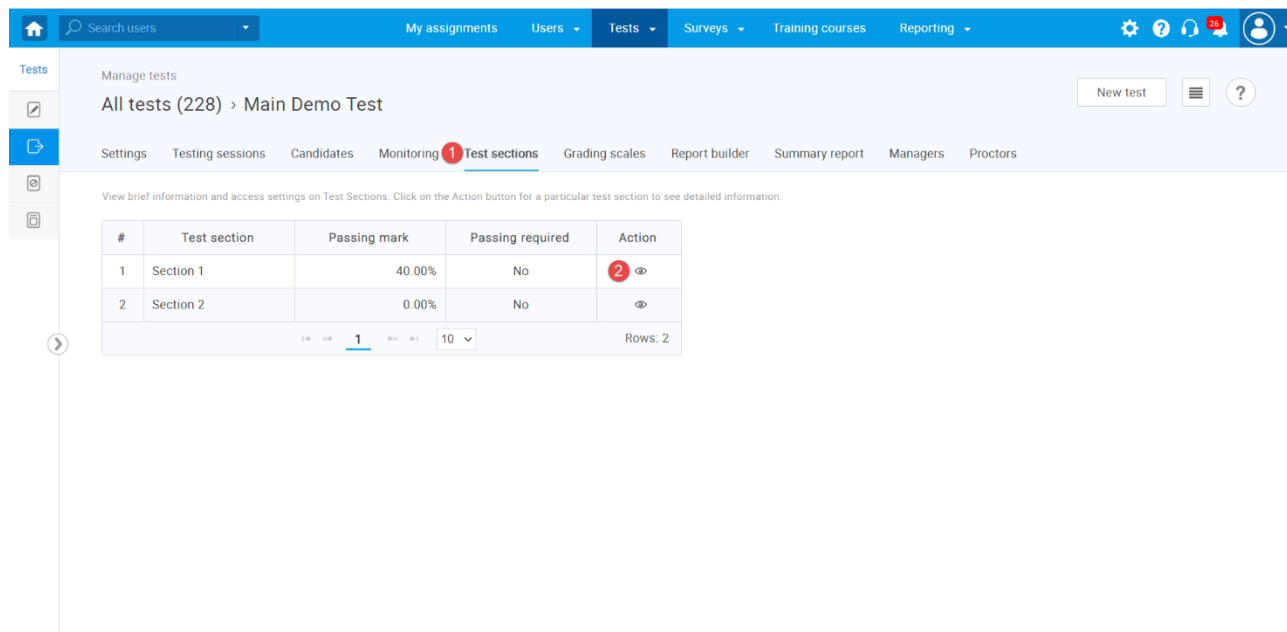 Search users
My assignments Users Tests Surveys Training courses Reporting 26
Tests
Manage tests
All tests (228) › Main Demo Test
New test ?
Settings Testing sessions Candidates Monitoring 1 Test sections Grading scales Report builder Summary report Managers Proctors
View brief information and access settings on Test Sections. Click on the Action button for a particular test section to see detailed information.
# Test section Passing mark Passing required Action
1 Section 1 40.00% No 2
2 Section 2 0.00% No
1 10 Rows: 2